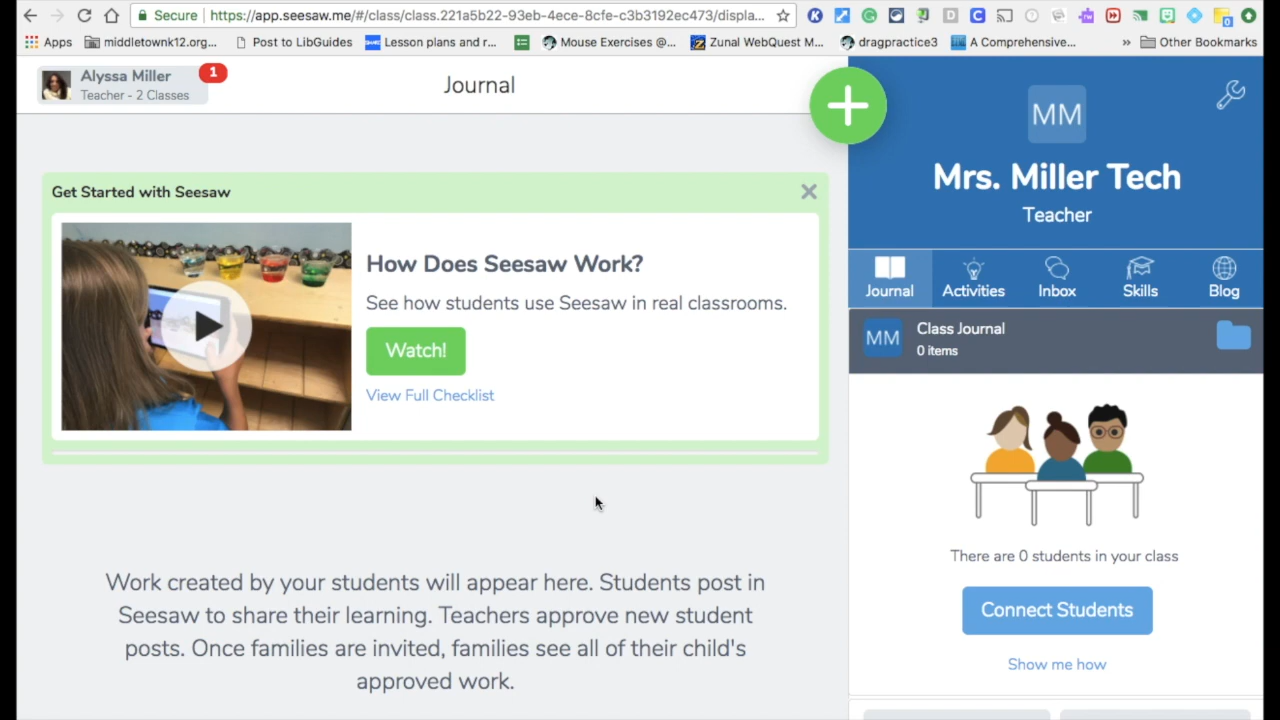 Secure https://app.seesaw.me/#/class/class.221a5b22-93eb-4ece-8cfe-c3b3192ec473/displa...
Apps middletownk12.org... Post to LibGuides Lesson plans and r... Mouse Exercises @... Zunal WebQuest M... dragpractice3 A Comprehensive... » Other Bookmarks
Alyssa Miller 1
Teacher - 2 Classes
Journal
MM
Mrs. Miller Tech
Teacher
Journal Activities Inbox Skills Blog
MM Class Journal
0 items
Get Started with Seesaw
How Does Seesaw Work?
See how students use Seesaw in real classrooms.
Watch!
View Full Checklist
Work created by your students will appear here. Students post in
Seesaw to share their learning. Teachers approve new student
posts. Once families are invited, families see all of their child's
approved work.
There are 0 students in your class
Connect Students
Show me how